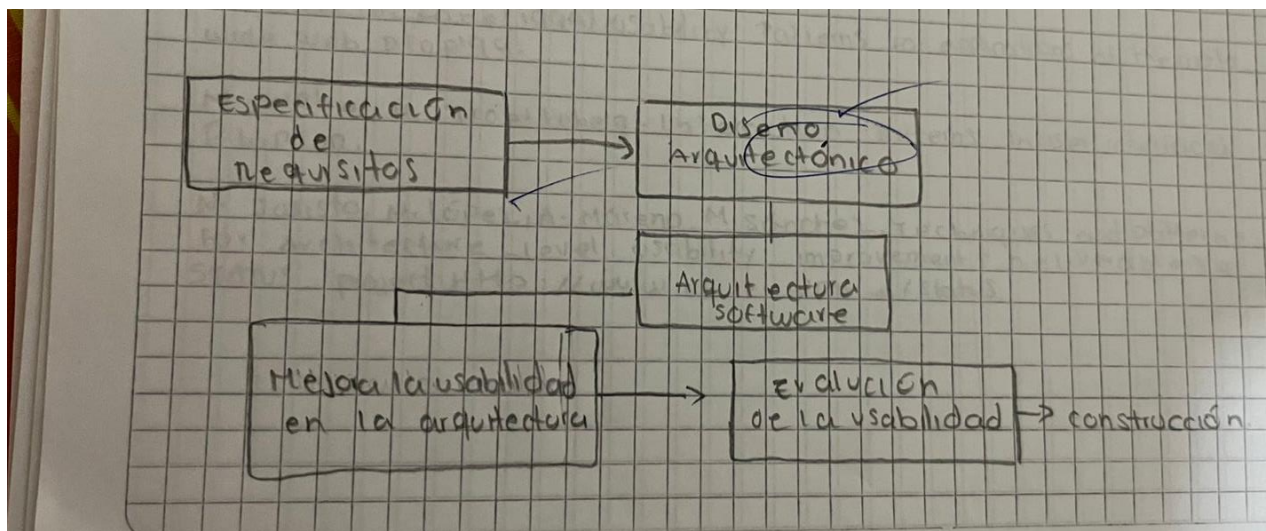 Especificación
de
requisitos
Diseño
Arquitectónico
Arquitectura
software
Mejora la usabilidad
en la arquitectura
Evalución
de la usabilidad
construcción